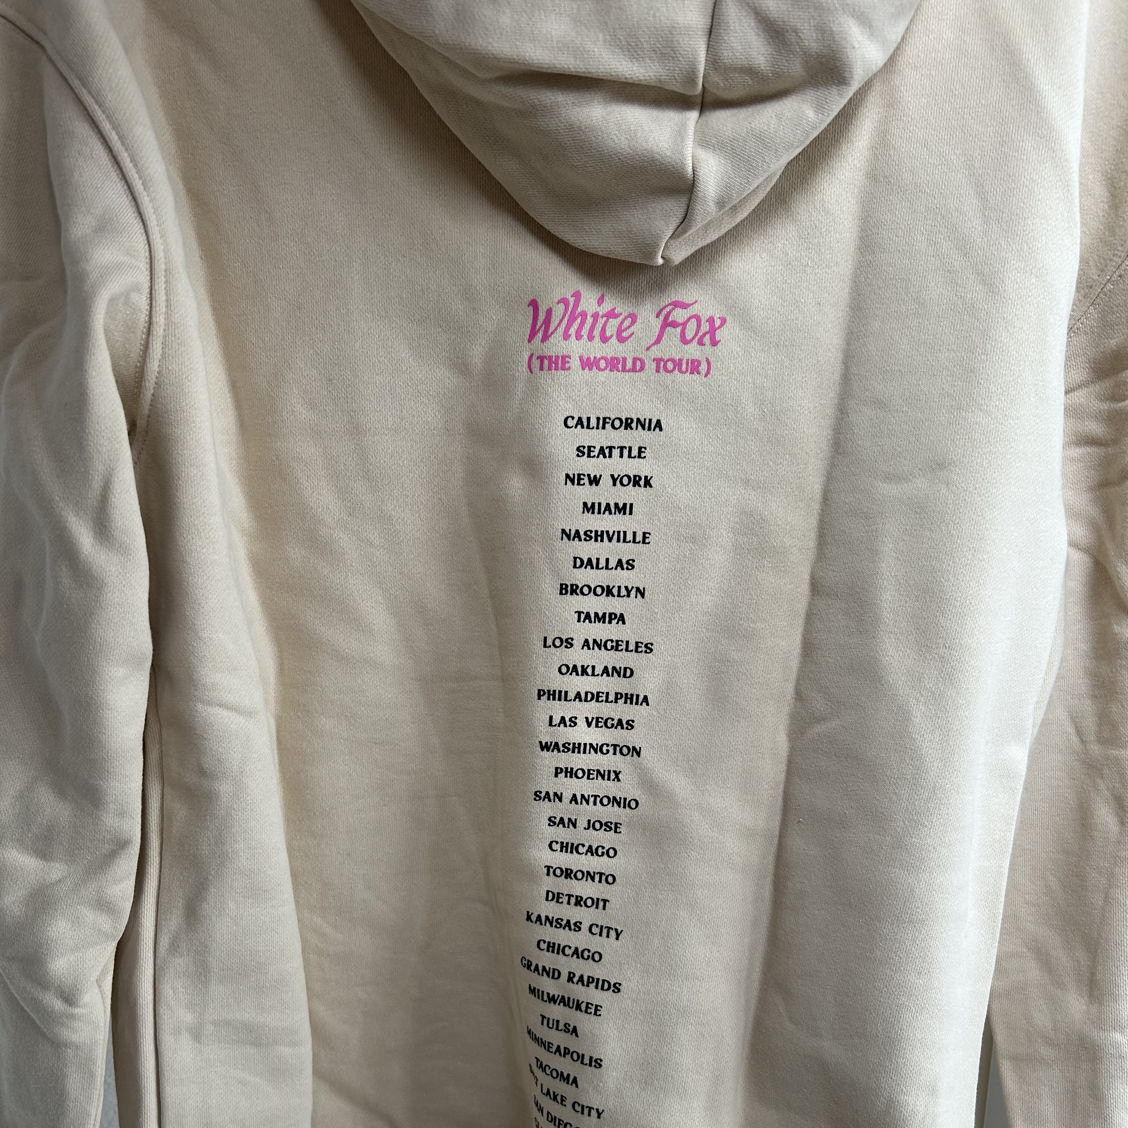 White Fox
(THE WORLD TOUR)
CALIFORNIA
SEATTLE
NEW YORK
MIAMI
NASHVILLE
DALLAS
BROOKLYN
TAMPA
LOS ANGELES
OAKLAND
PHILADELPHIA
LAS VEGAS
WASHINGTON
PHOENIX
SAN ANTONIO
SAN JOSE
CHICAGO
TORONTO
DETROIT
KANSAS CITY
CHICAGO
GRAND RAPIDS
MILWAUKEE
TULSA
MINNEAPOLIS
TACOMA
LAKE CITY